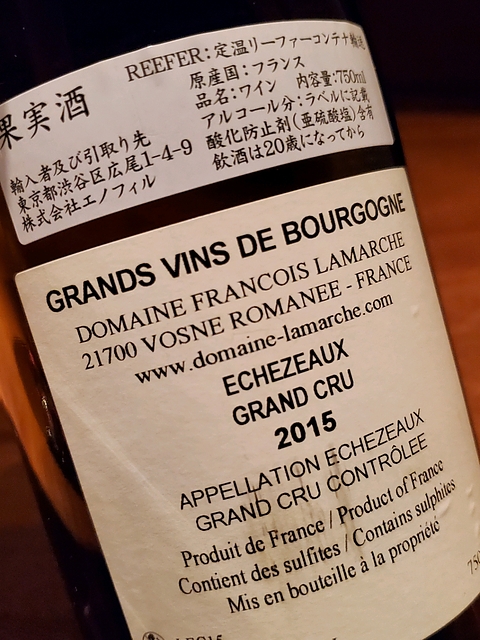 REEFER:定温リーファーコンテナ輸送
果実酒
原産国:フランス
品名:ワイン 内容量:750ml
アルコール分:ラベルに記載
酸化防止剤(亜硫酸塩)含有
飲酒は20歳になってから
輸入者及び引取り先
東京都渋谷区広尾1-4-9
株式会社エノフィル
GRANDS VINS DE BOURGOGNE
DOMAINE FRANCOIS LAMARCHE
21700 VOSNE ROMANEE - FRANCE
www.domaine-lamarche.com
ECHEZEAUX
GRAND CRU
2015
APPELLATION ECHEZEAUX
GRAND CRU CONTRÔLEE
Produit de France / Product of France
Contient des sulfites / Contains sulphites
Mis en bouteille à la propriété